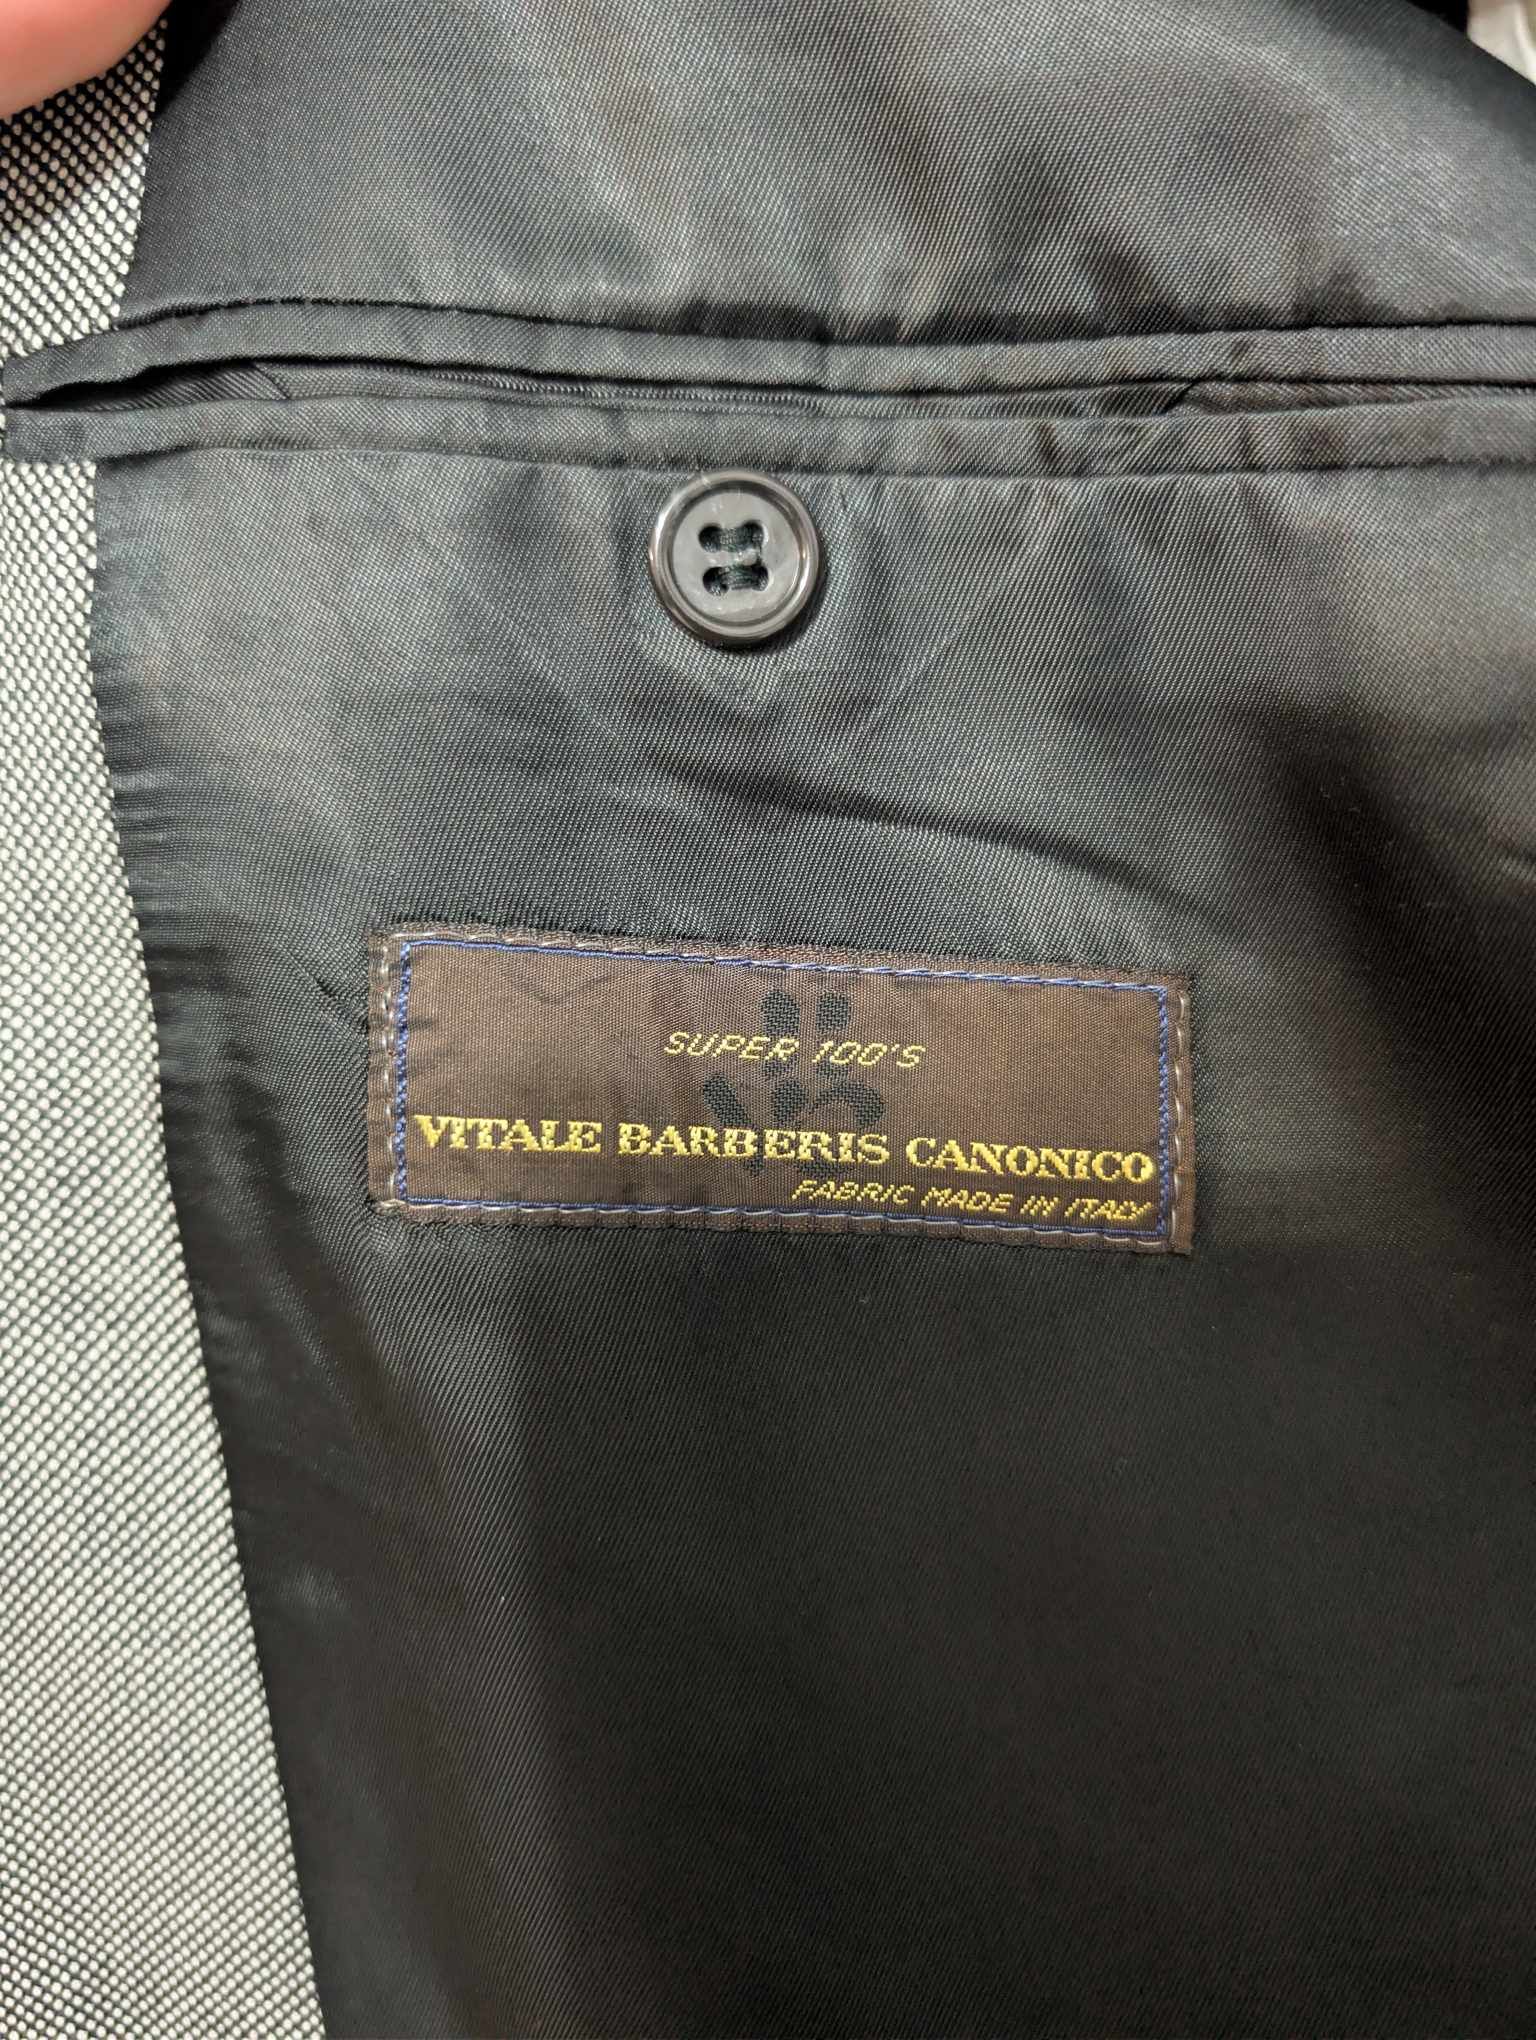 SUPER 100'S
VITALE BARBERIS CANONICO
FABRIC MADE IN ITALY